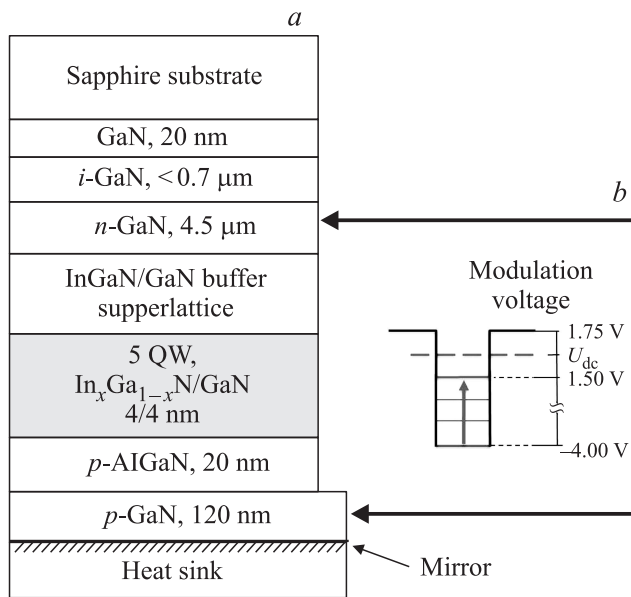 a
Sapphire substrate
GaN, 20 nm
i-GaN, < 0.7 μm
n-GaN, 4.5 μm
InGaN/GaN buffer
supperlattice
5 QW,
InₓGa₁₋ₓN/GaN
4/4 nm
p-AlGaN, 20 nm
p-GaN, 120 nm
Heat sink
Mirror
b
Modulation
voltage
1.75 V
U_dc
1.50 V
–4.00 V